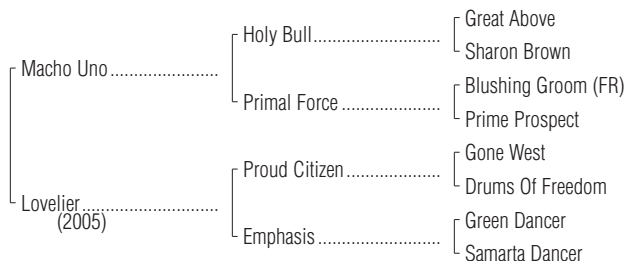 Great Above
Holy Bull
Sharon Brown
Macho Uno
Blushing Groom (FR)
Primal Force
Prime Prospect
Gone West
Proud Citizen
Drums Of Freedom
Lovelier
(2005)
Green Dancer
Emphasis
Samarta Dancer